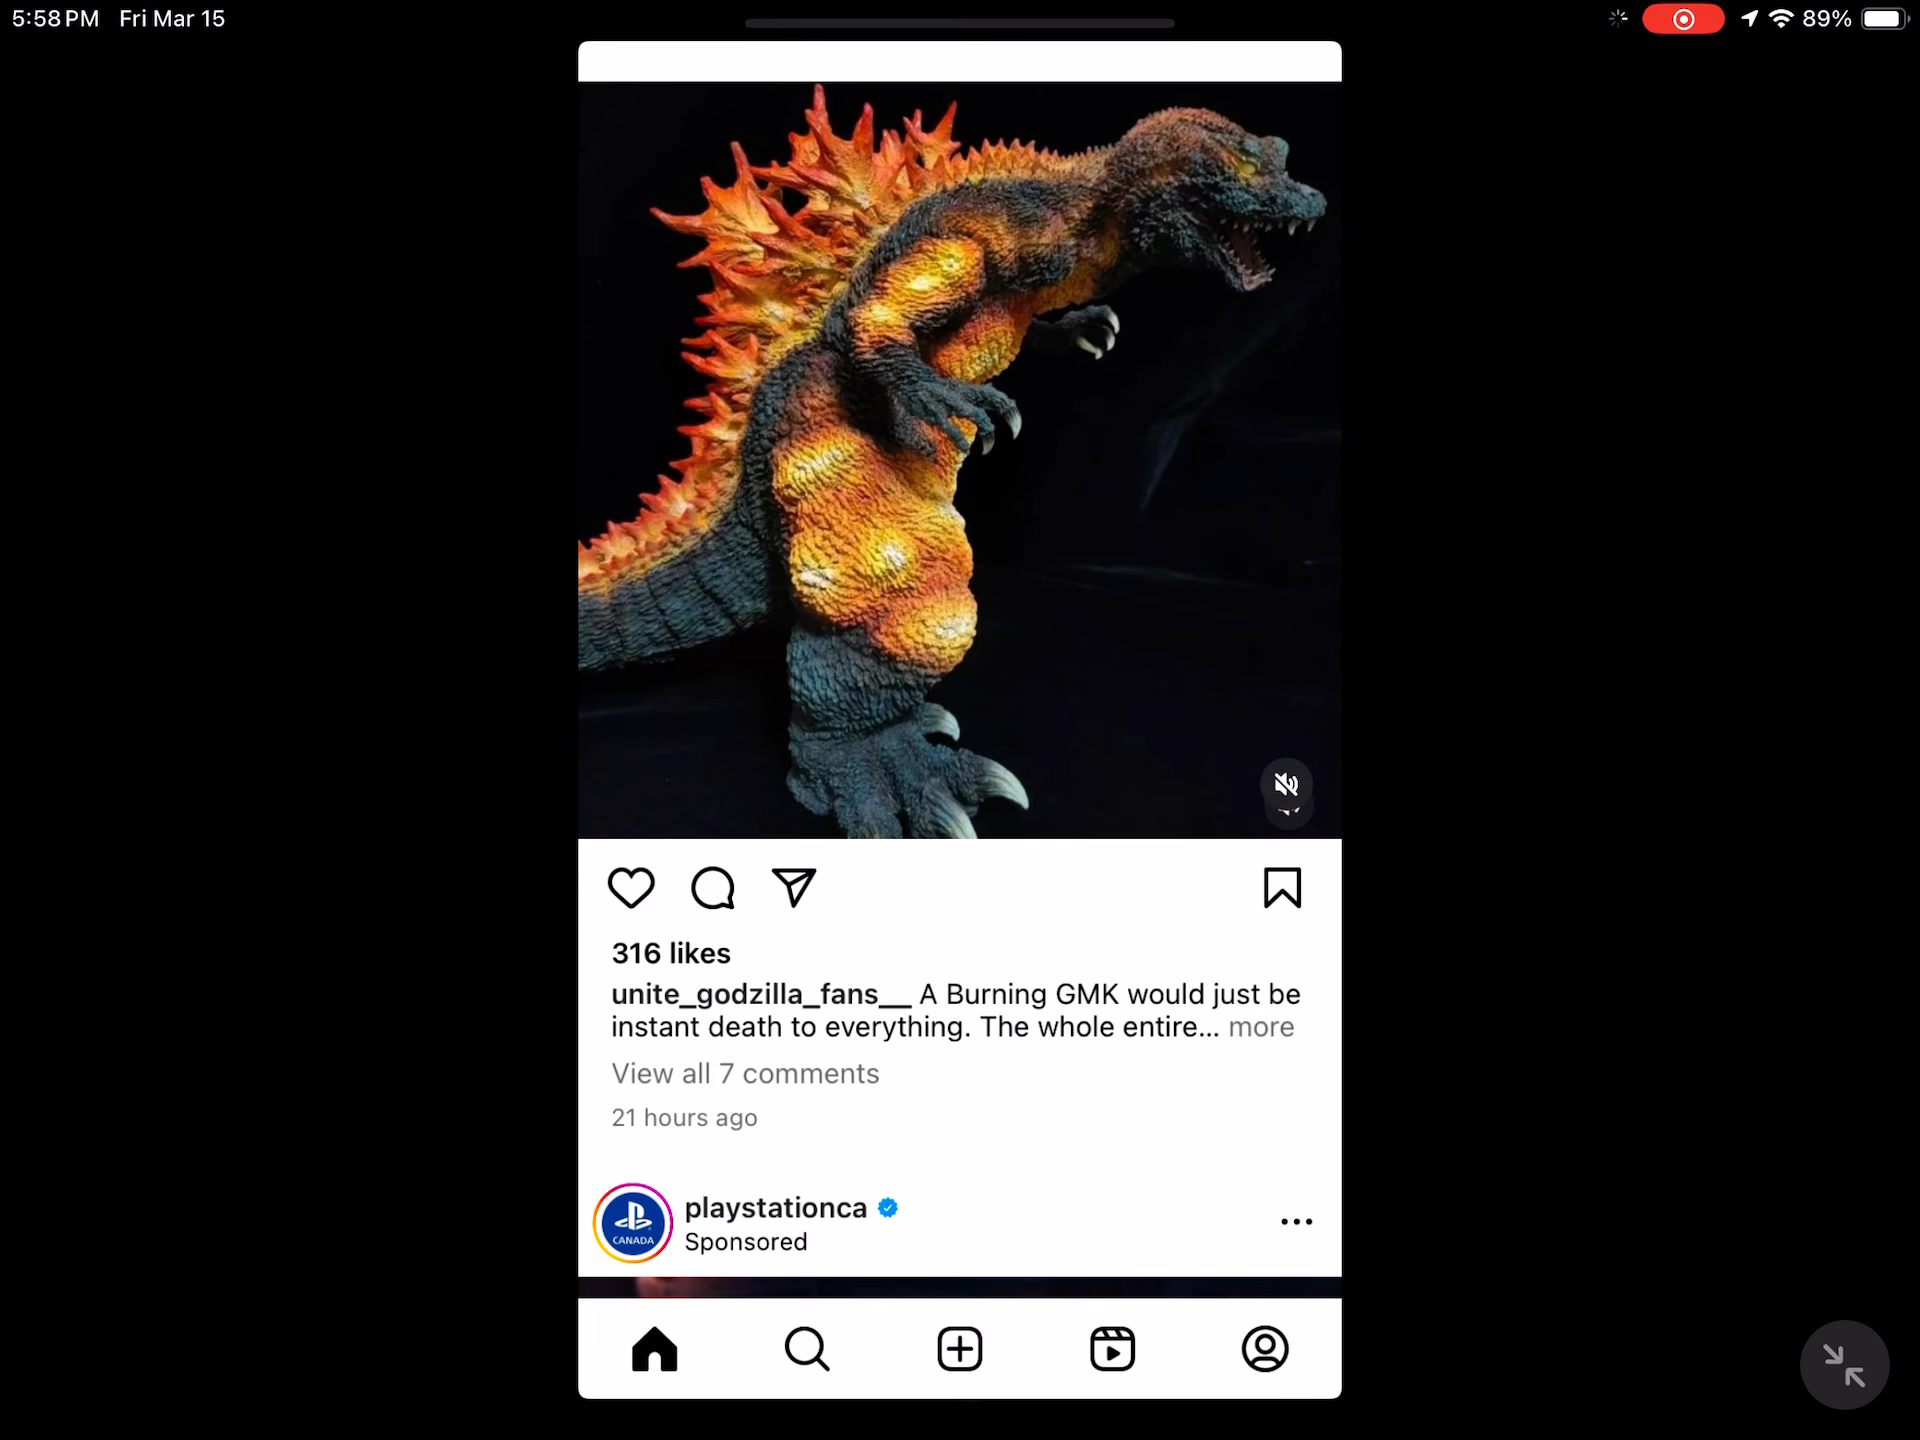 5:58 PM Fri Mar 15
89%
316 likes
unite_godzilla_fans__ A Burning GMK would just be
instant death to everything. The whole entire... more
View all 7 comments
21 hours ago
playstationca
CANADA
Sponsored